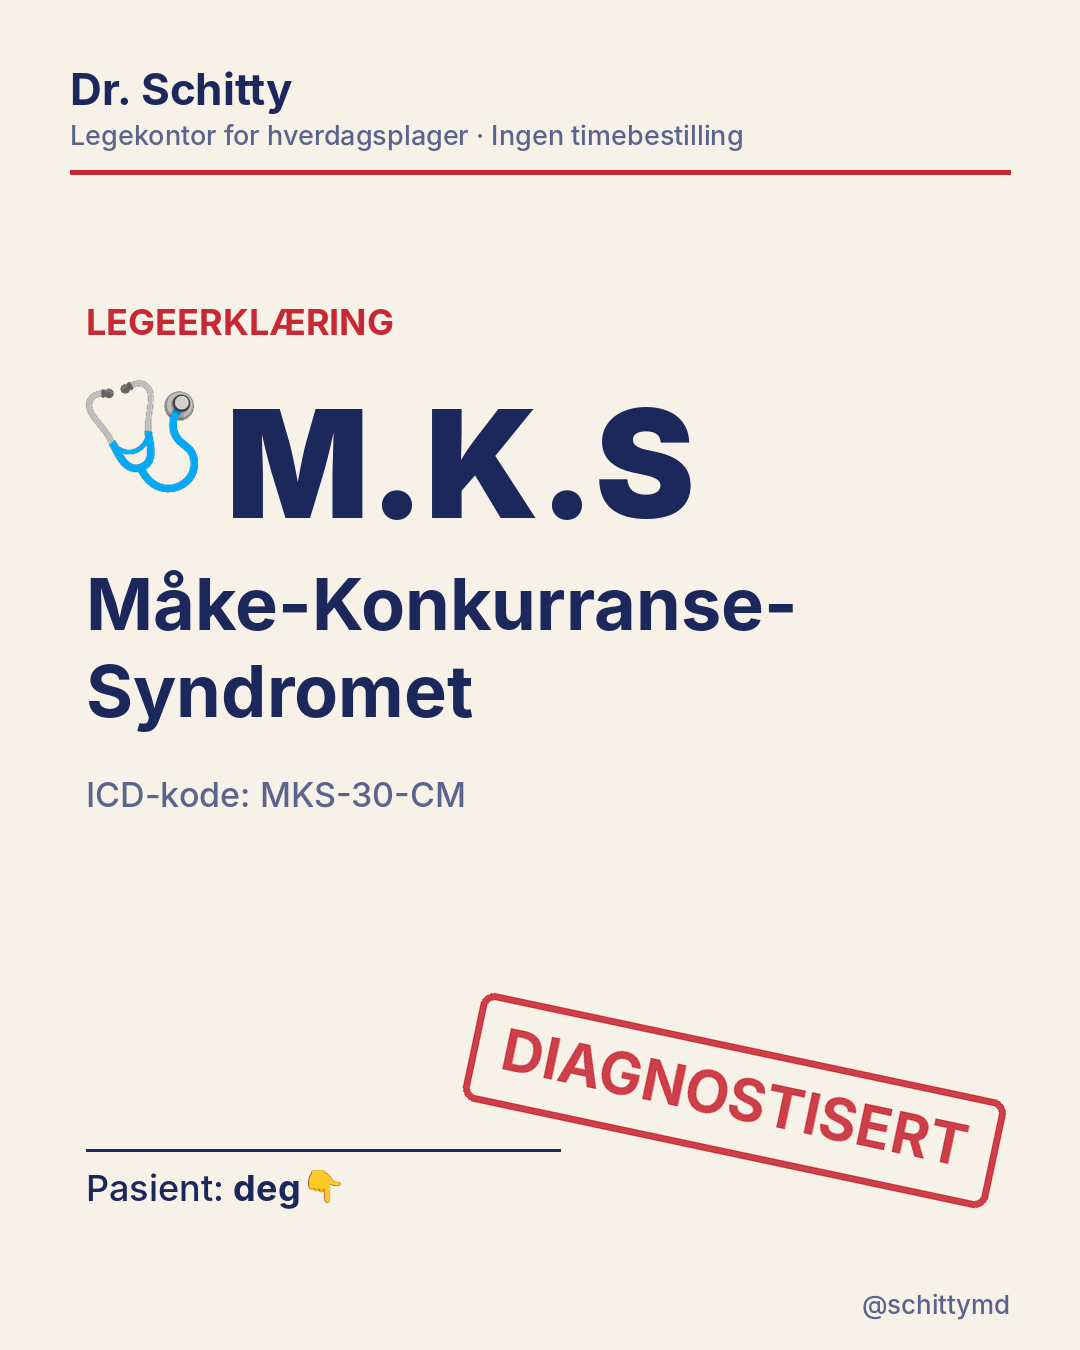 Dr. Schitty
Legekontor for hverdagsplager · Ingen timebestilling
LEGEERKLÆRING
🩺 M.K.S
Måke-Konkurranse-
Syndromet
ICD-kode: MKS-30-CM
DIAGNOSTISERT
Pasient: deg👇
@schittymd